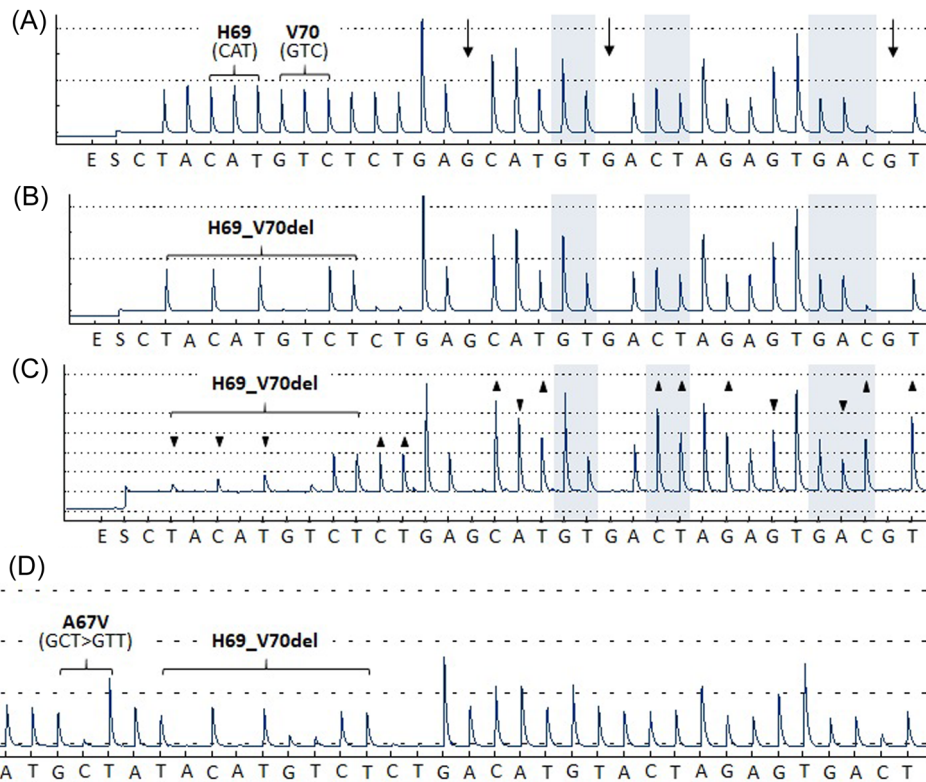 (A)
H69 V70
(CAT) (GTC)
E S C T A C A T G T C T C T G A G C A T G T G A C T A G A G T G A C G T
(B)
H69_V70del
E S C T A C A T G T C T C T G A G C A T G T G A C T A G A G T G A C G T
(C)
H69_V70del
E S C T A C A T G T C T C T G A G C A T G T G A C T A G A G T G A C G T
(D)
A67V
(GCT>GTT) H69_V70del
A T G C T A T A C A T G T C T C T G A C A T G T A C T A G A G T G A C T